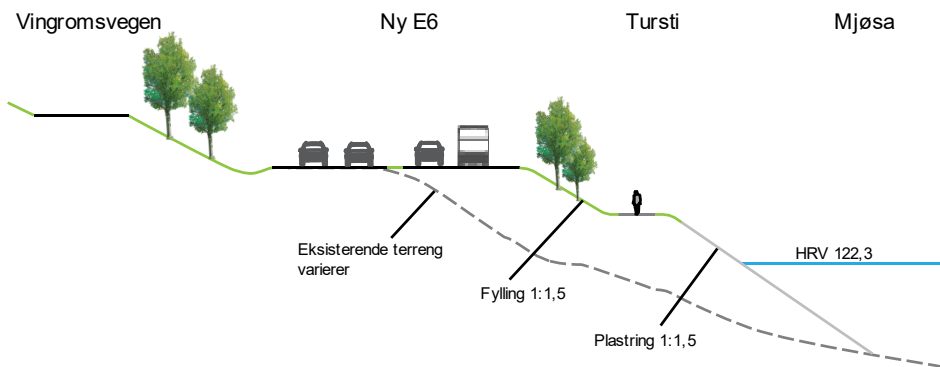 Vingromsvegen
Ny E6
Tursti
Mjøsa
HRV 122,3
Eksisterende terreng
varierer
Fylling 1:1,5
Plastring 1:1,5